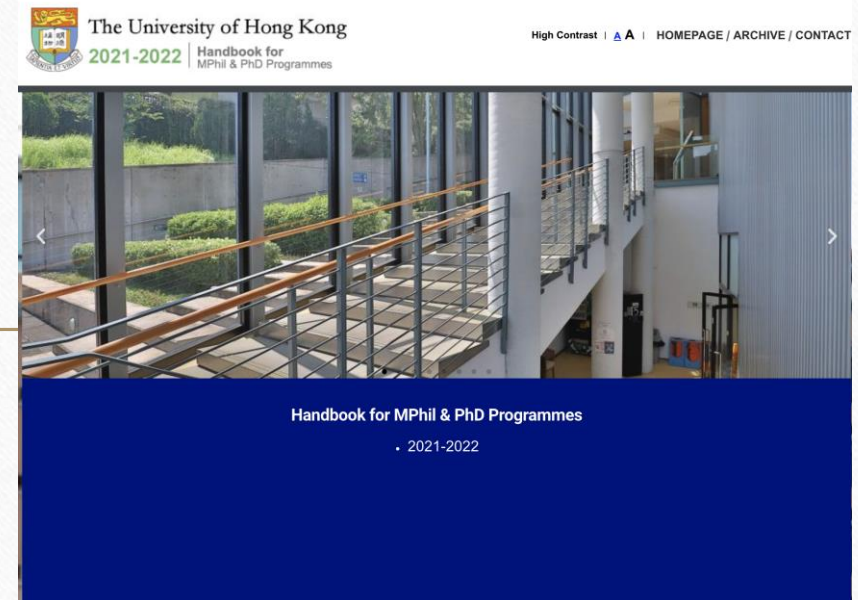 The University of Hong Kong
2021-2022 | Handbook for
MPhil & PhD Programmes
High Contrast | A A | HOMEPAGE / ARCHIVE / CONTACT
Handbook for MPhil & PhD Programmes
• 2021-2022